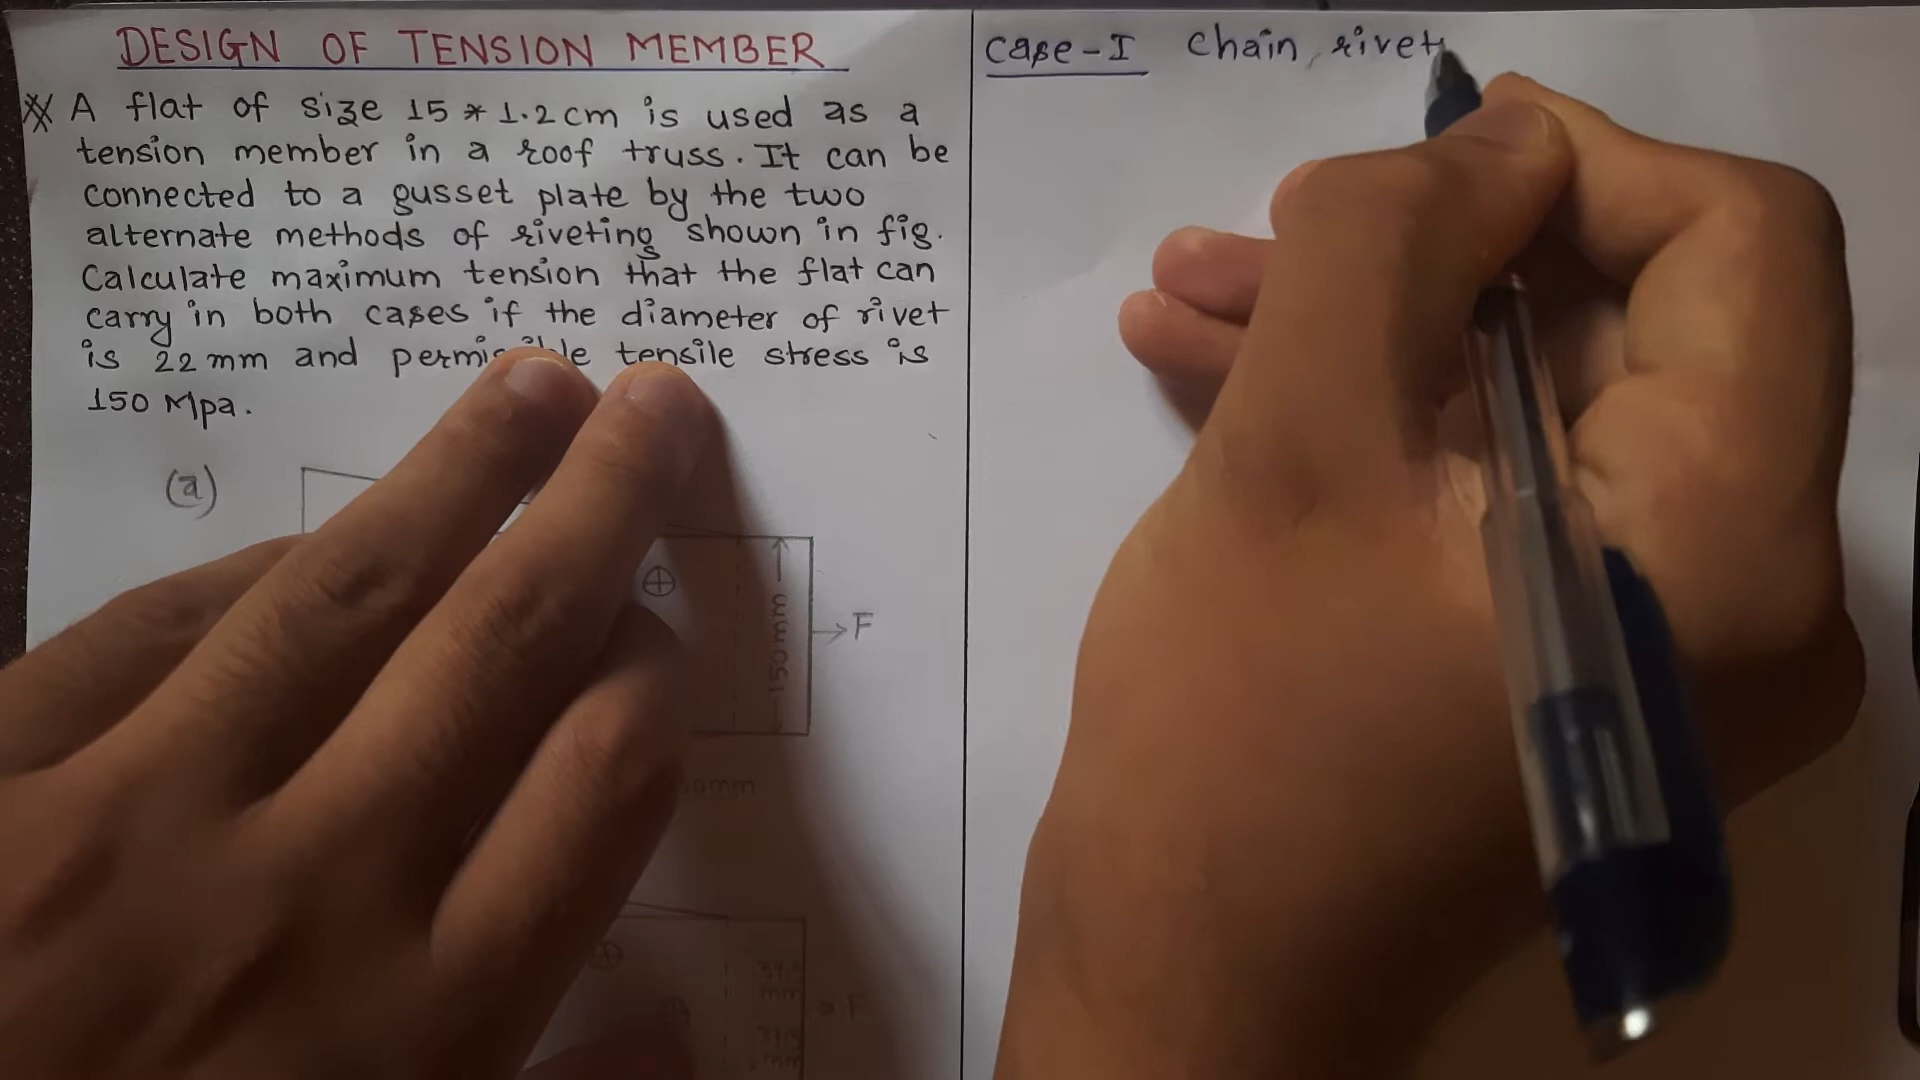 DESIGN OF TENSION MEMBER
A flat of size 15 * 1.2 cm is used as a
tension member in a roof truss. It can be
connected to a gusset plate by the two
alternate methods of rivetings shown in fig.
Calculate maximum tension that the flat can
carry in both cases if the diameter of rivet
is 22 mm and tensile stress is
150 Mpa.
(a)
150mm
F
F
Case-I Chain rivet